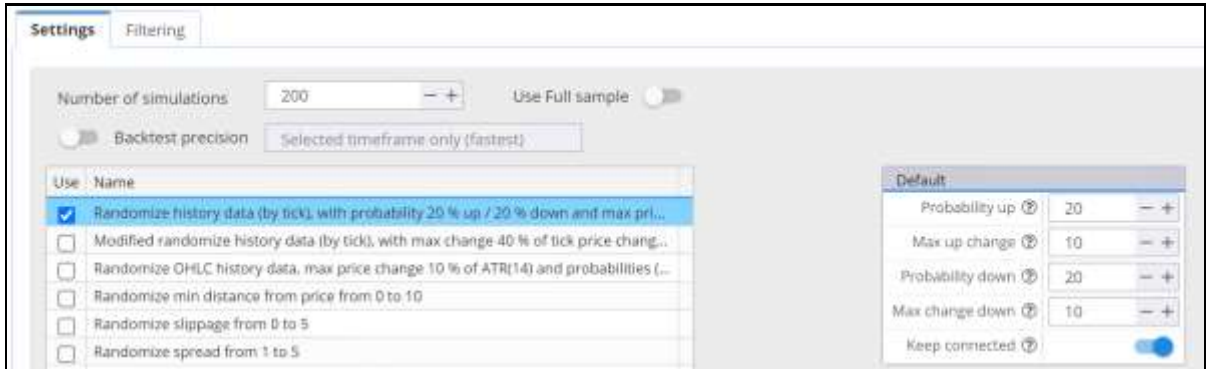 Settings Filtering
Number of simulations 200 − + Use Full sample
Backtest precision Selected timeframe only (fastest)
Use Name
Randomize history data (by tick), with probability 20 % up / 20 % down and max pri...
Modified randomize history data (by tick), with max change 40 % of tick price chang...
Randomize OHLC history data, max price change 10 % of ATR(14) and probabilities (...
Randomize min distance from price from 0 to 10
Randomize slippage from 0 to 5
Randomize spread from 1 to 5
Default
Probability up ? 20 − +
Max up change ? 10 − +
Probability down ? 20 − +
Max change down ? 10 − +
Keep connected ?